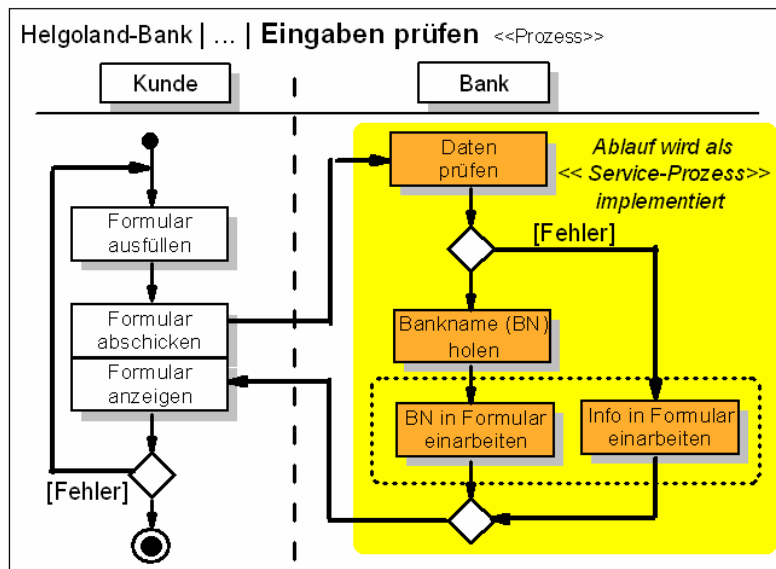 Helgoland-Bank | ... | Eingaben prüfen <<Prozess>>
Kunde
Bank
Formular
ausfüllen
Formular
abschicken
Formular
anzeigen
[Fehler]
Daten
prüfen
Ablauf wird als
<< Service-Prozess>>
implementiert
[Fehler]
Bankname (BN)
holen
BN in Formular
einarbeiten
Info in Formular
einarbeiten